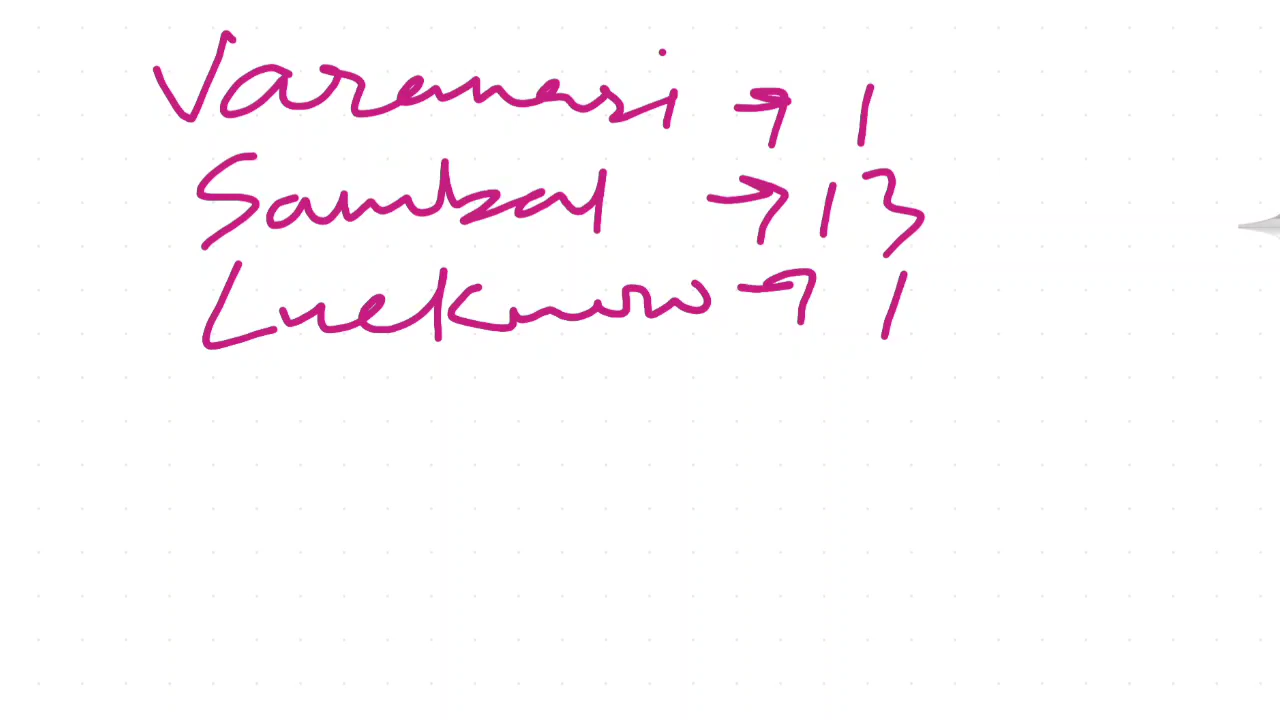 Varanasi → 1
Sambal → 13
Lucknow → 1